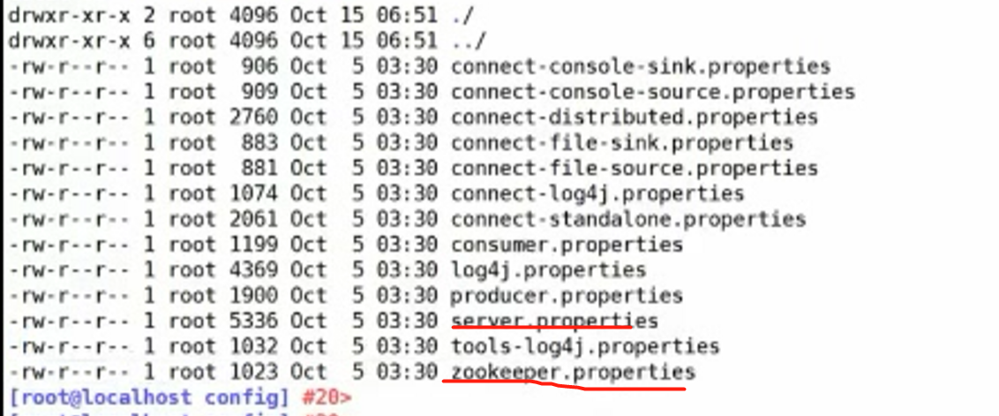 drwxr-xr-x 2 root 4096 Oct 15 06:51 ./
drwxr-xr-x 6 root 4096 Oct 15 06:51 ../
-rw-r--r-- 1 root  906 Oct  5 03:30 connect-console-sink.properties
-rw-r--r-- 1 root  909 Oct  5 03:30 connect-console-source.properties
-rw-r--r-- 1 root 2760 Oct  5 03:30 connect-distributed.properties
-rw-r--r-- 1 root  883 Oct  5 03:30 connect-file-sink.properties
-rw-r--r-- 1 root  881 Oct  5 03:30 connect-file-source.properties
-rw-r--r-- 1 root 1074 Oct  5 03:30 connect-log4j.properties
-rw-r--r-- 1 root 2061 Oct  5 03:30 connect-standalone.properties
-rw-r--r-- 1 root 1199 Oct  5 03:30 consumer.properties
-rw-r--r-- 1 root 4369 Oct  5 03:30 log4j.properties
-rw-r--r-- 1 root 1900 Oct  5 03:30 producer.properties
-rw-r--r-- 1 root 5336 Oct  5 03:30 server.properties
-rw-r--r-- 1 root 1032 Oct  5 03:30 tools-log4j.properties
-rw-r--r-- 1 root 1023 Oct  5 03:30 zookeeper.properties
[root@localhost config] #20>